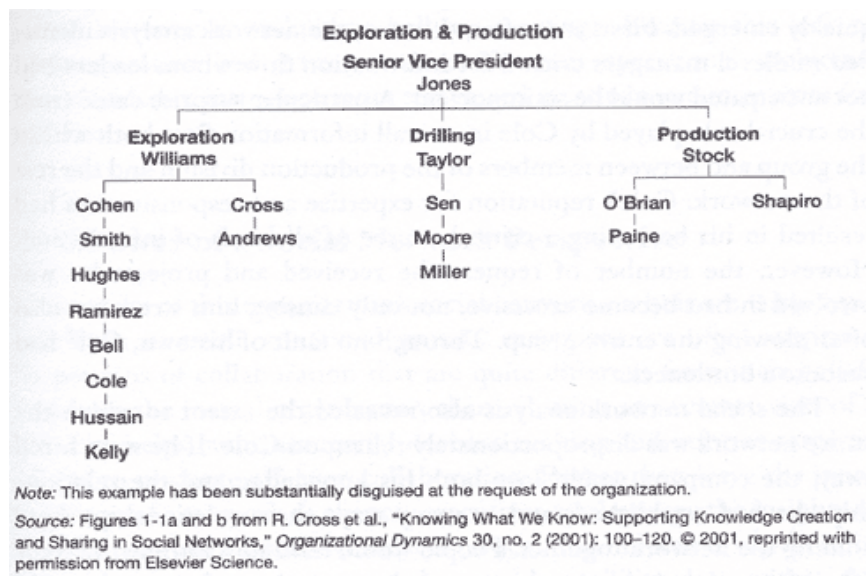 Exploration & Production
Senior Vice President
Jones
Exploration Drilling Production
Williams Taylor Stock
Cohen Cross Sen O'Brian Shapiro
Smith Andrews Moore Paine
Hughes Miller
Ramirez
Bell
Cole
Hussain
Kelly
Note: This example has been substantially disguised at the request of the organization.
Source: Figures 1-1a and b from R. Cross et al., "Knowing What We Know: Supporting Knowledge Creation
and Sharing in Social Networks," Organizational Dynamics 30, no. 2 (2001): 100–120. © 2001, reprinted with
permission from Elsevier Science.